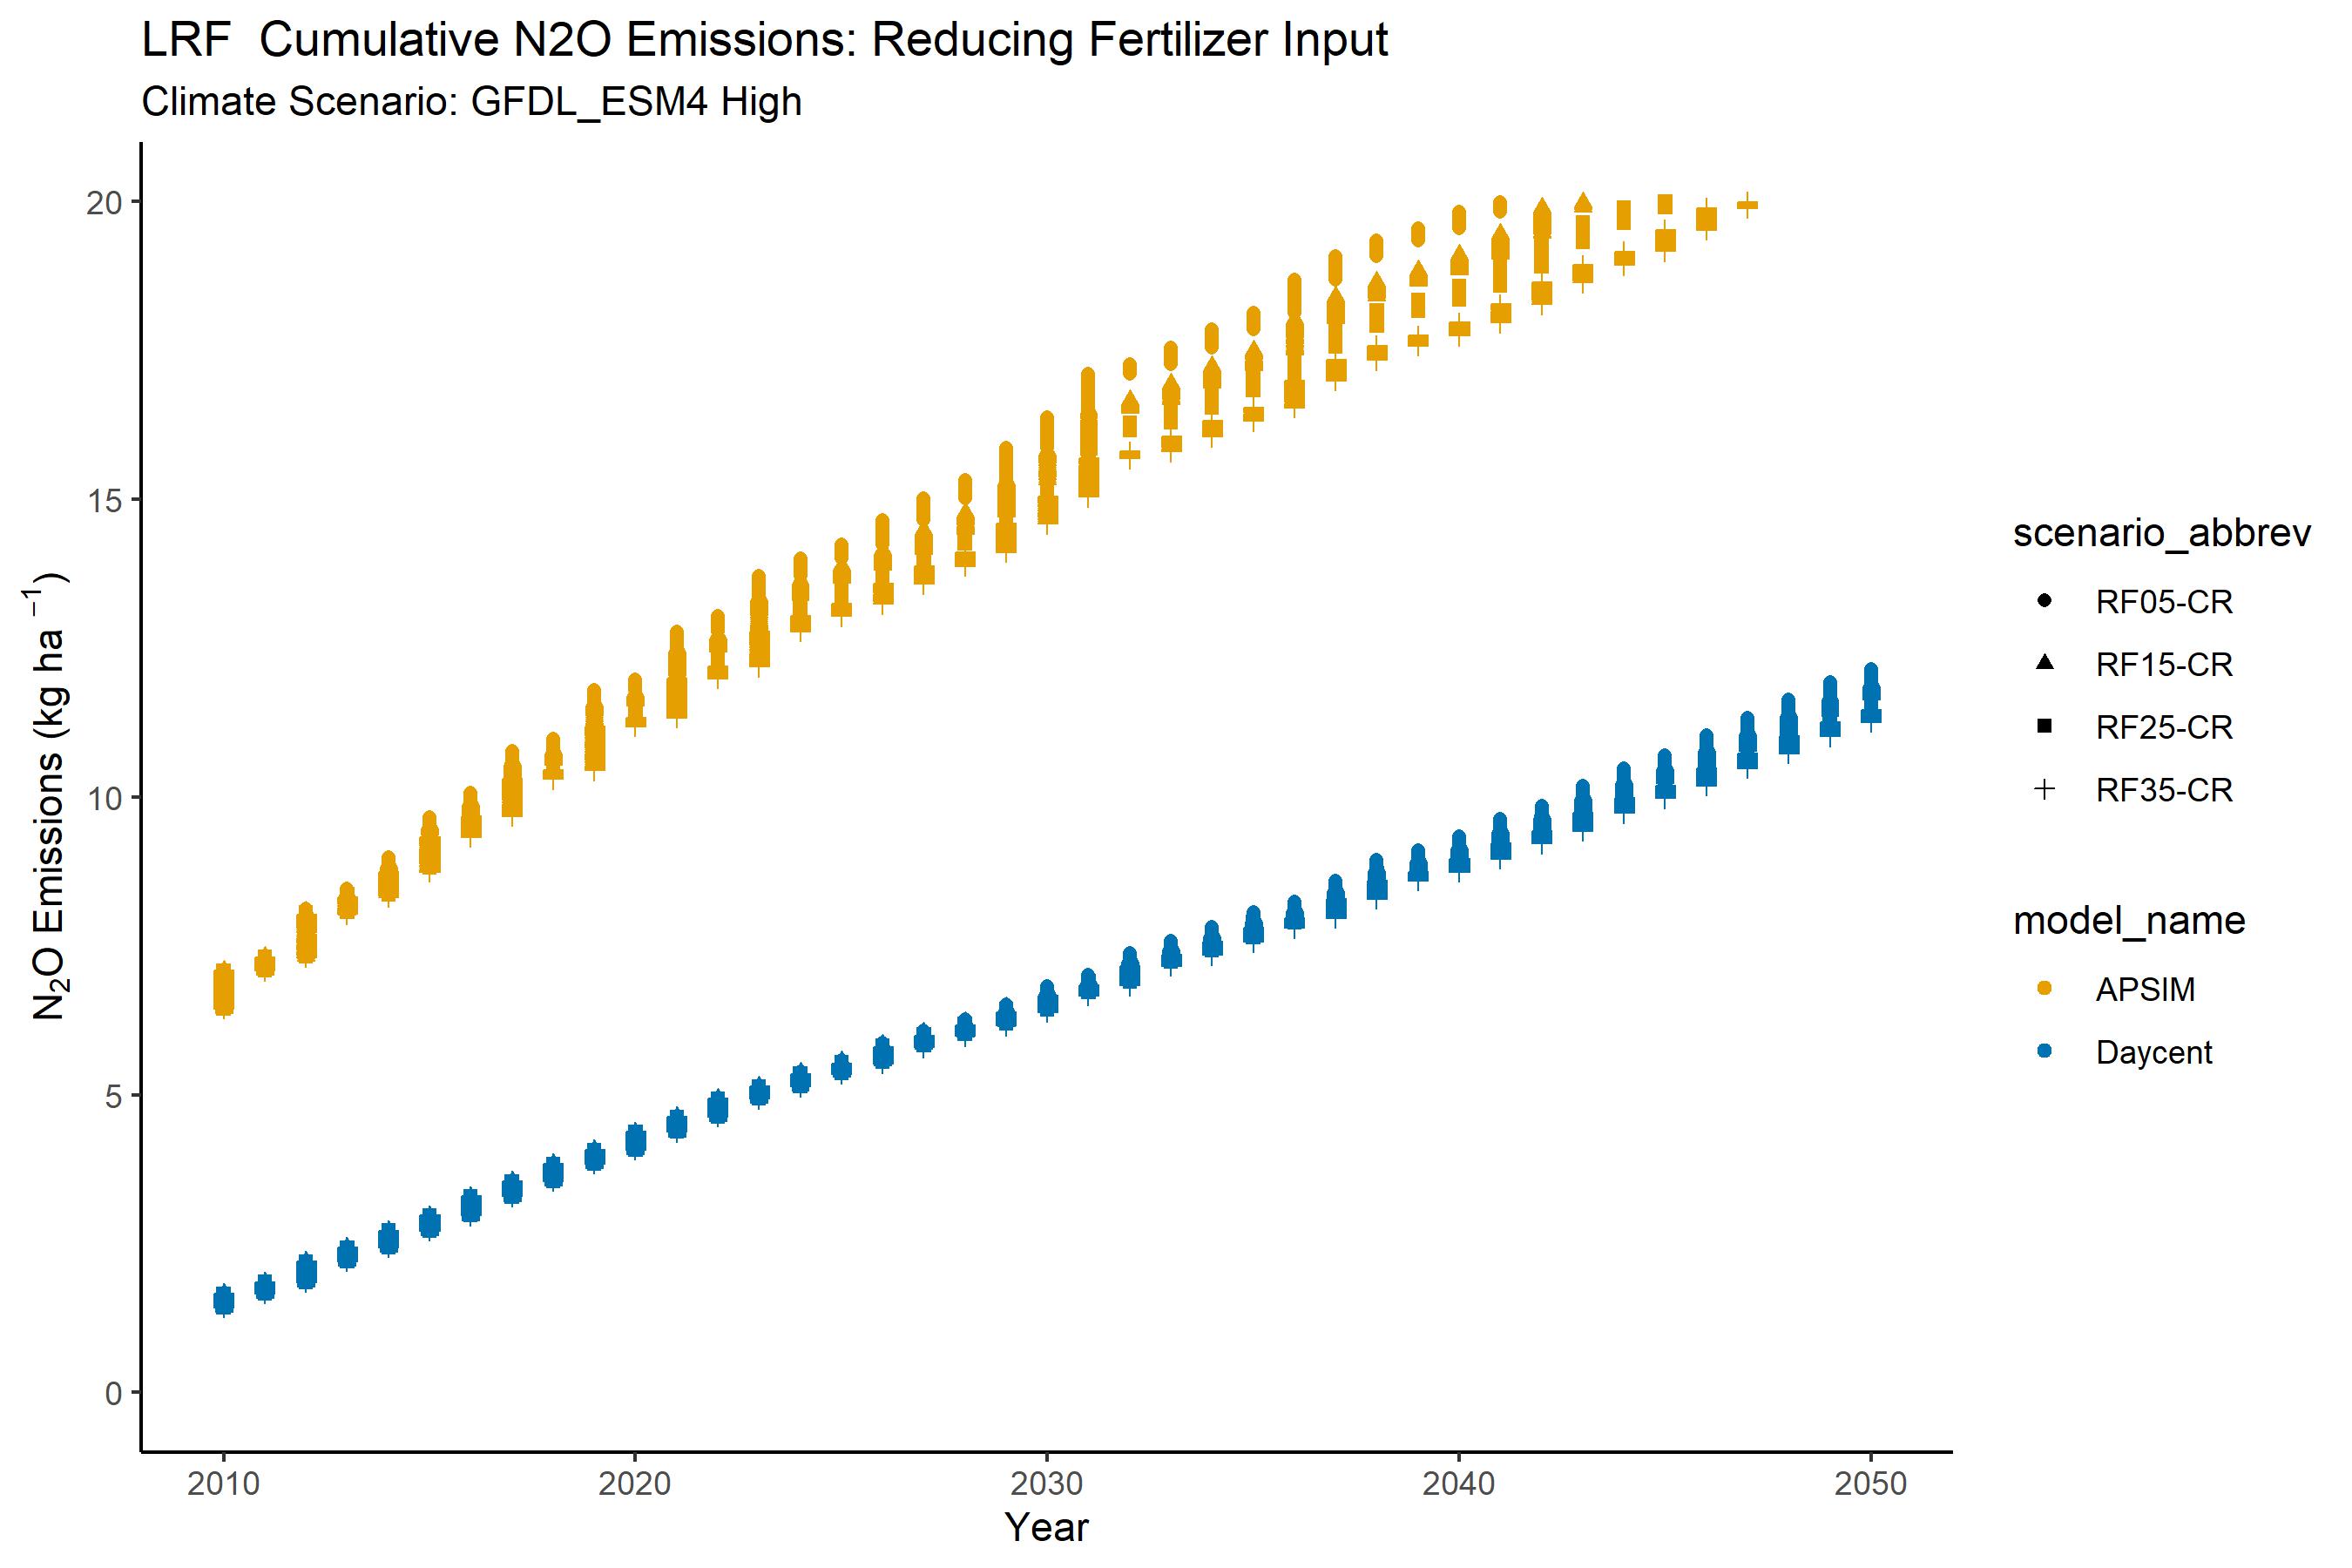 LRF  Cumulative N2O Emissions: Reducing Fertilizer Input
Climate Scenario: GFDL_ESM4 High
N₂O Emissions (kg ha ⁻¹)
20
15
10
5
0
2010
2020
2030
2040
2050
Year
scenario_abbrev
RF05-CR
RF15-CR
RF25-CR
RF35-CR
model_name
APSIM
Daycent